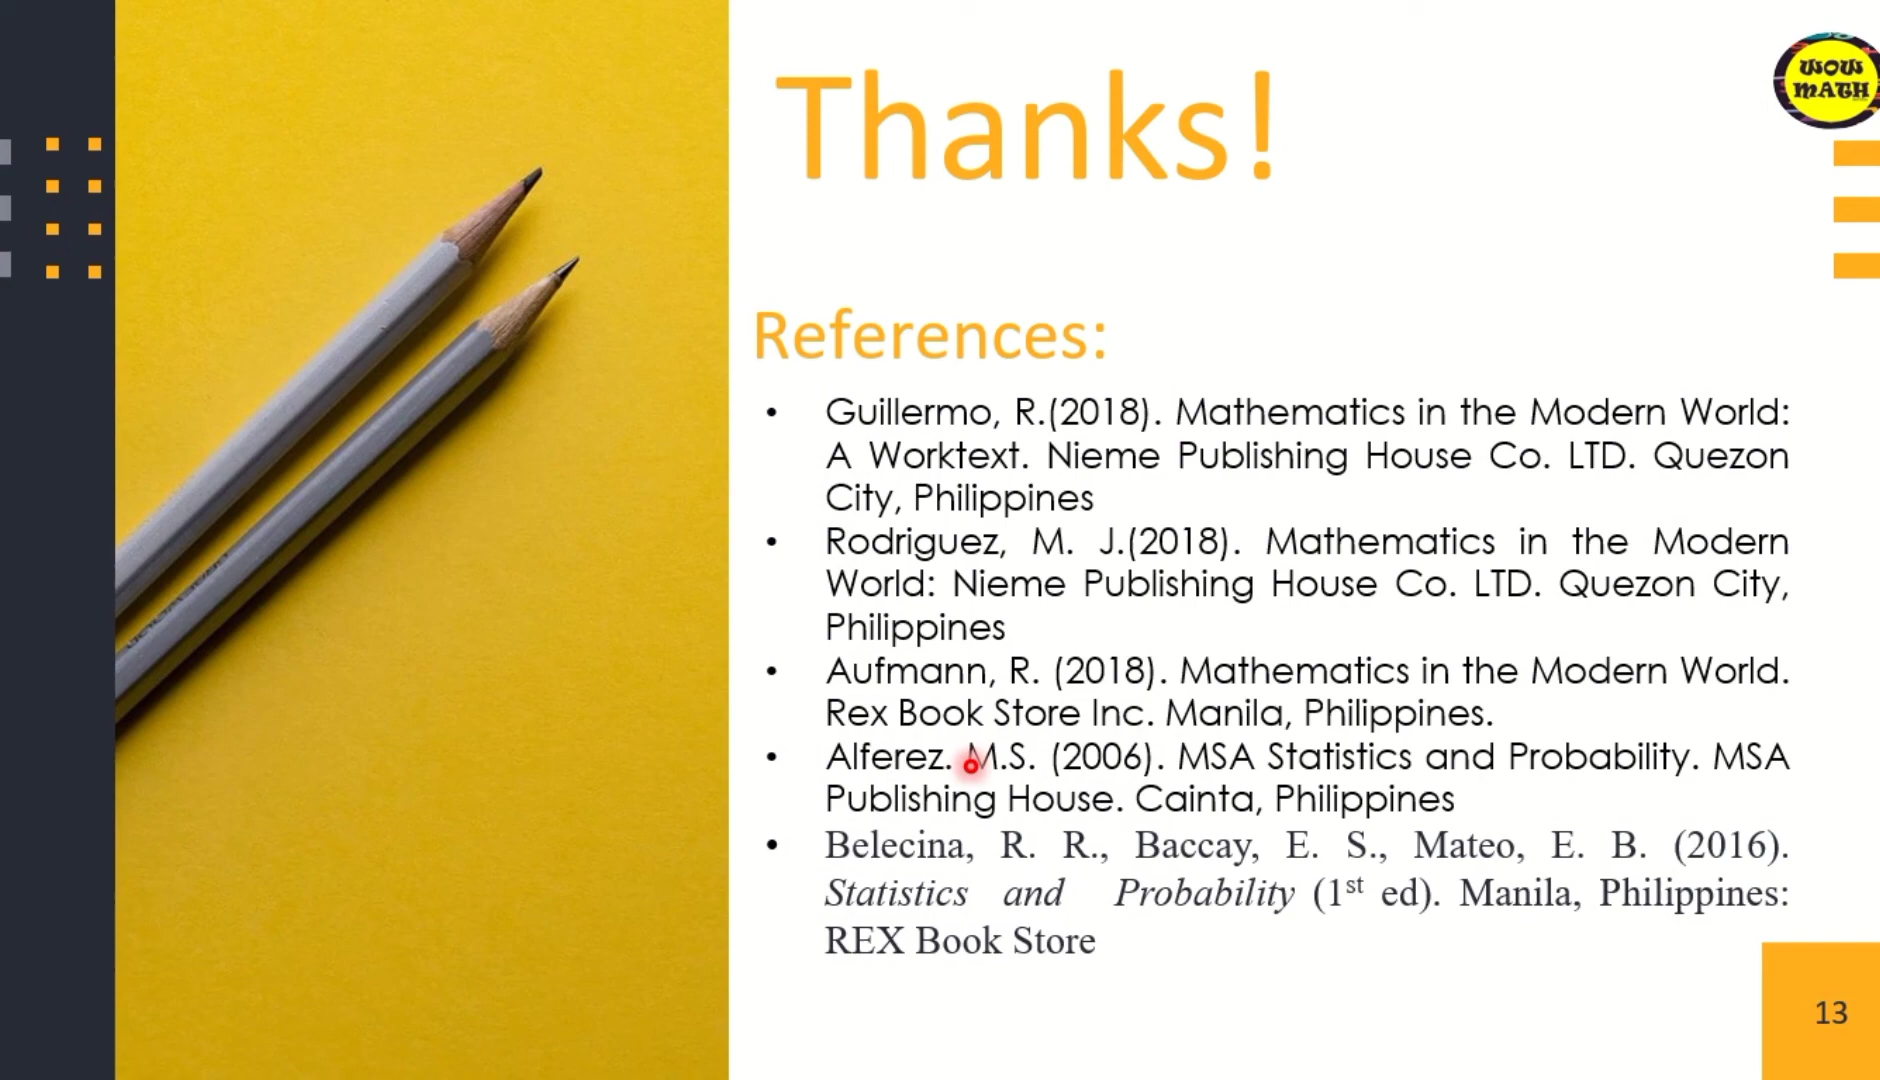 Thanks!
WOW
MATH
References:
• Guillermo, R.(2018). Mathematics in the Modern World:
A Worktext. Nieme Publishing House Co. LTD. Quezon
City, Philippines
• Rodriguez, M. J.(2018). Mathematics in the Modern
World: Nieme Publishing House Co. LTD. Quezon City,
Philippines
• Aufmann, R. (2018). Mathematics in the Modern World.
Rex Book Store Inc. Manila, Philippines.
• Alferez. M.S. (2006). MSA Statistics and Probability. MSA
Publishing House. Cainta, Philippines
• Belecina, R. R., Baccay, E. S., Mateo, E. B. (2016).
Statistics and Probability (1st ed). Manila, Philippines:
REX Book Store
13